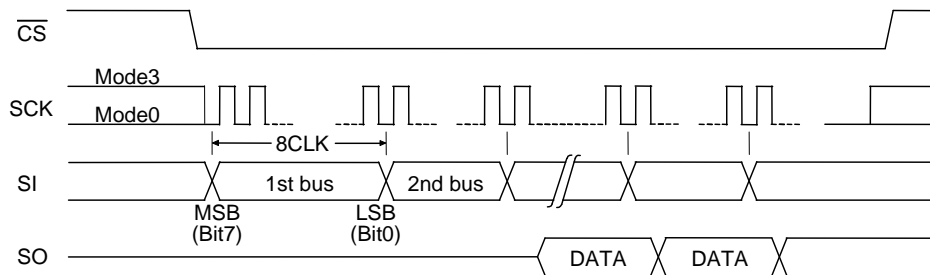 CS
Mode3
SCK
Mode0
8CLK
SI
1st bus
2nd bus
MSB
(Bit7)
LSB
(Bit0)
SO
DATA
DATA